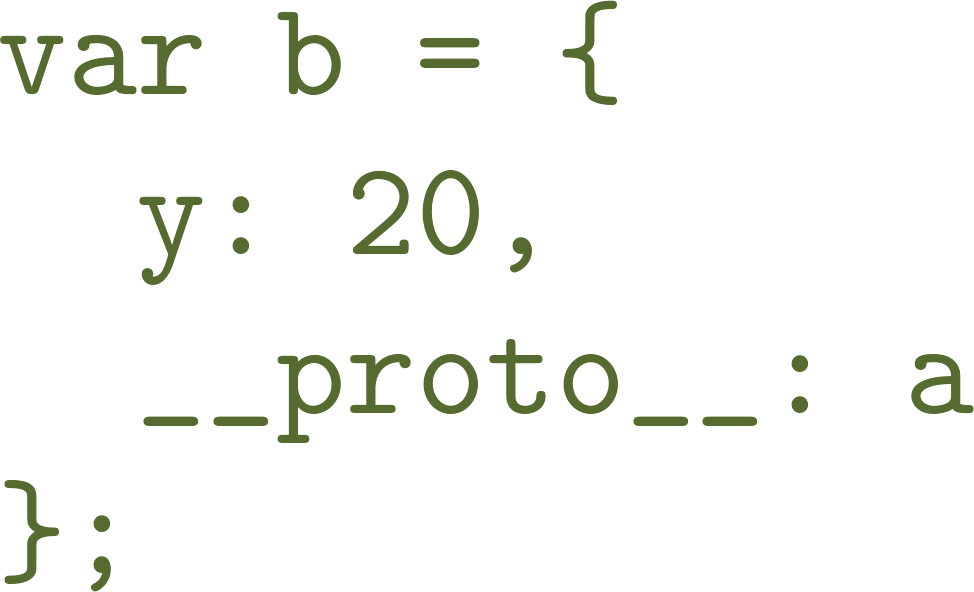 var b = {
  y: 20,
  __proto__: a
};